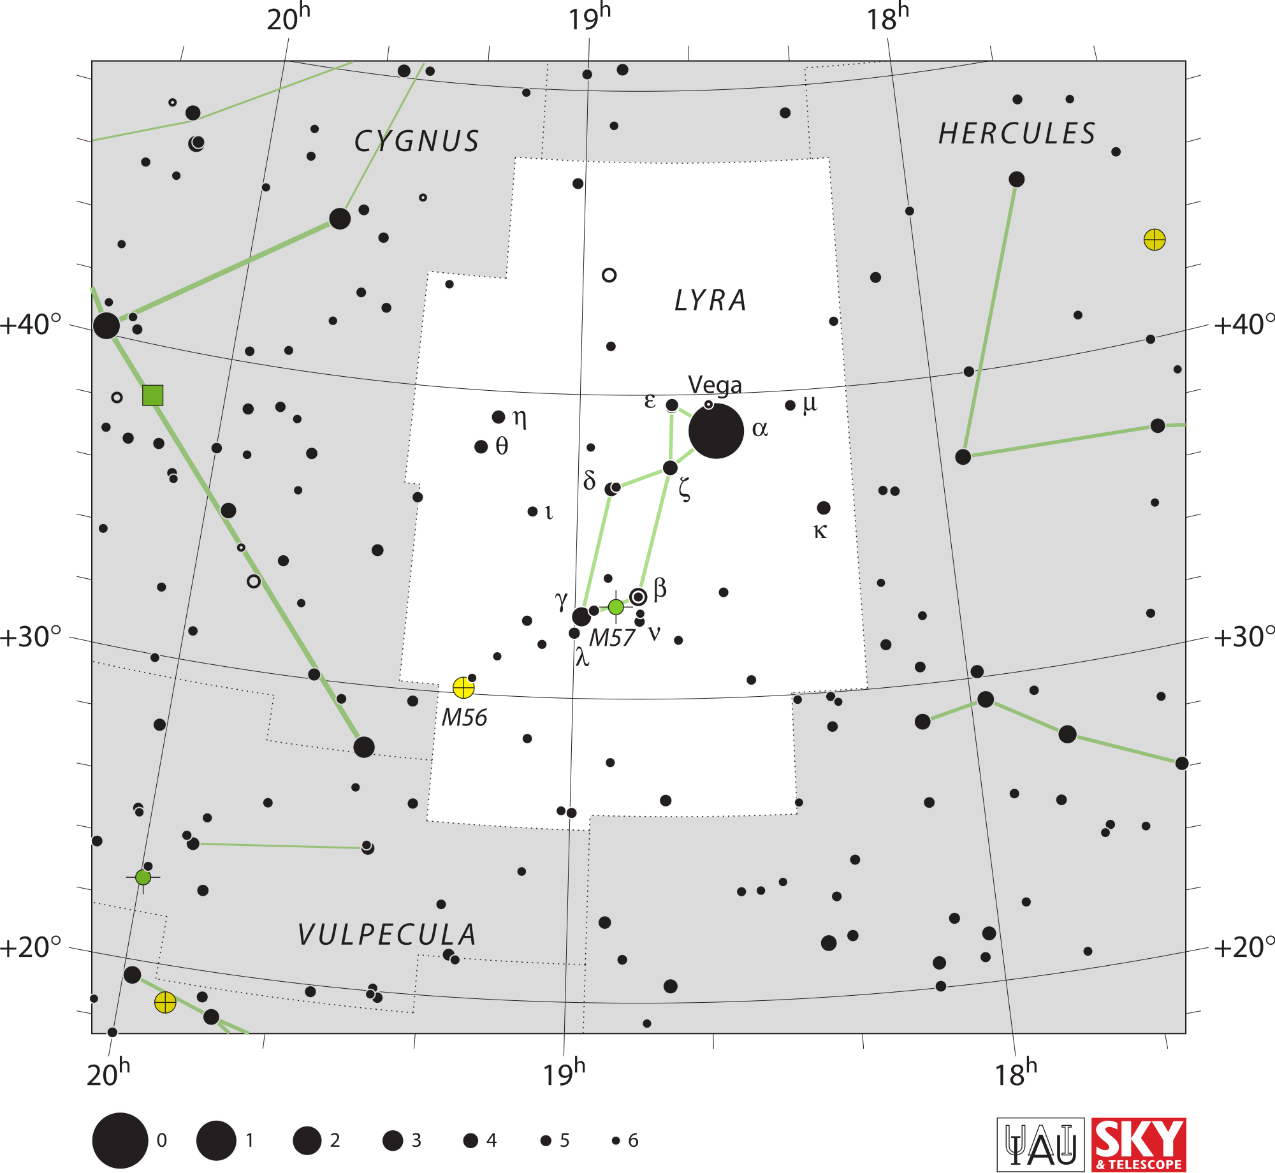 20h 19h 18h
CYGNUS
HERCULES
LYRA
+40° +40°
Vega
ε α μ
η
θ
δ ζ
ι κ
β
γ
M57 ν
λ
+30° +30°
M56
VULPECULA
+20° +20°
20h 19h 18h
0 1 2 3 4 5 6
IAU
SKY
& TELESCOPE